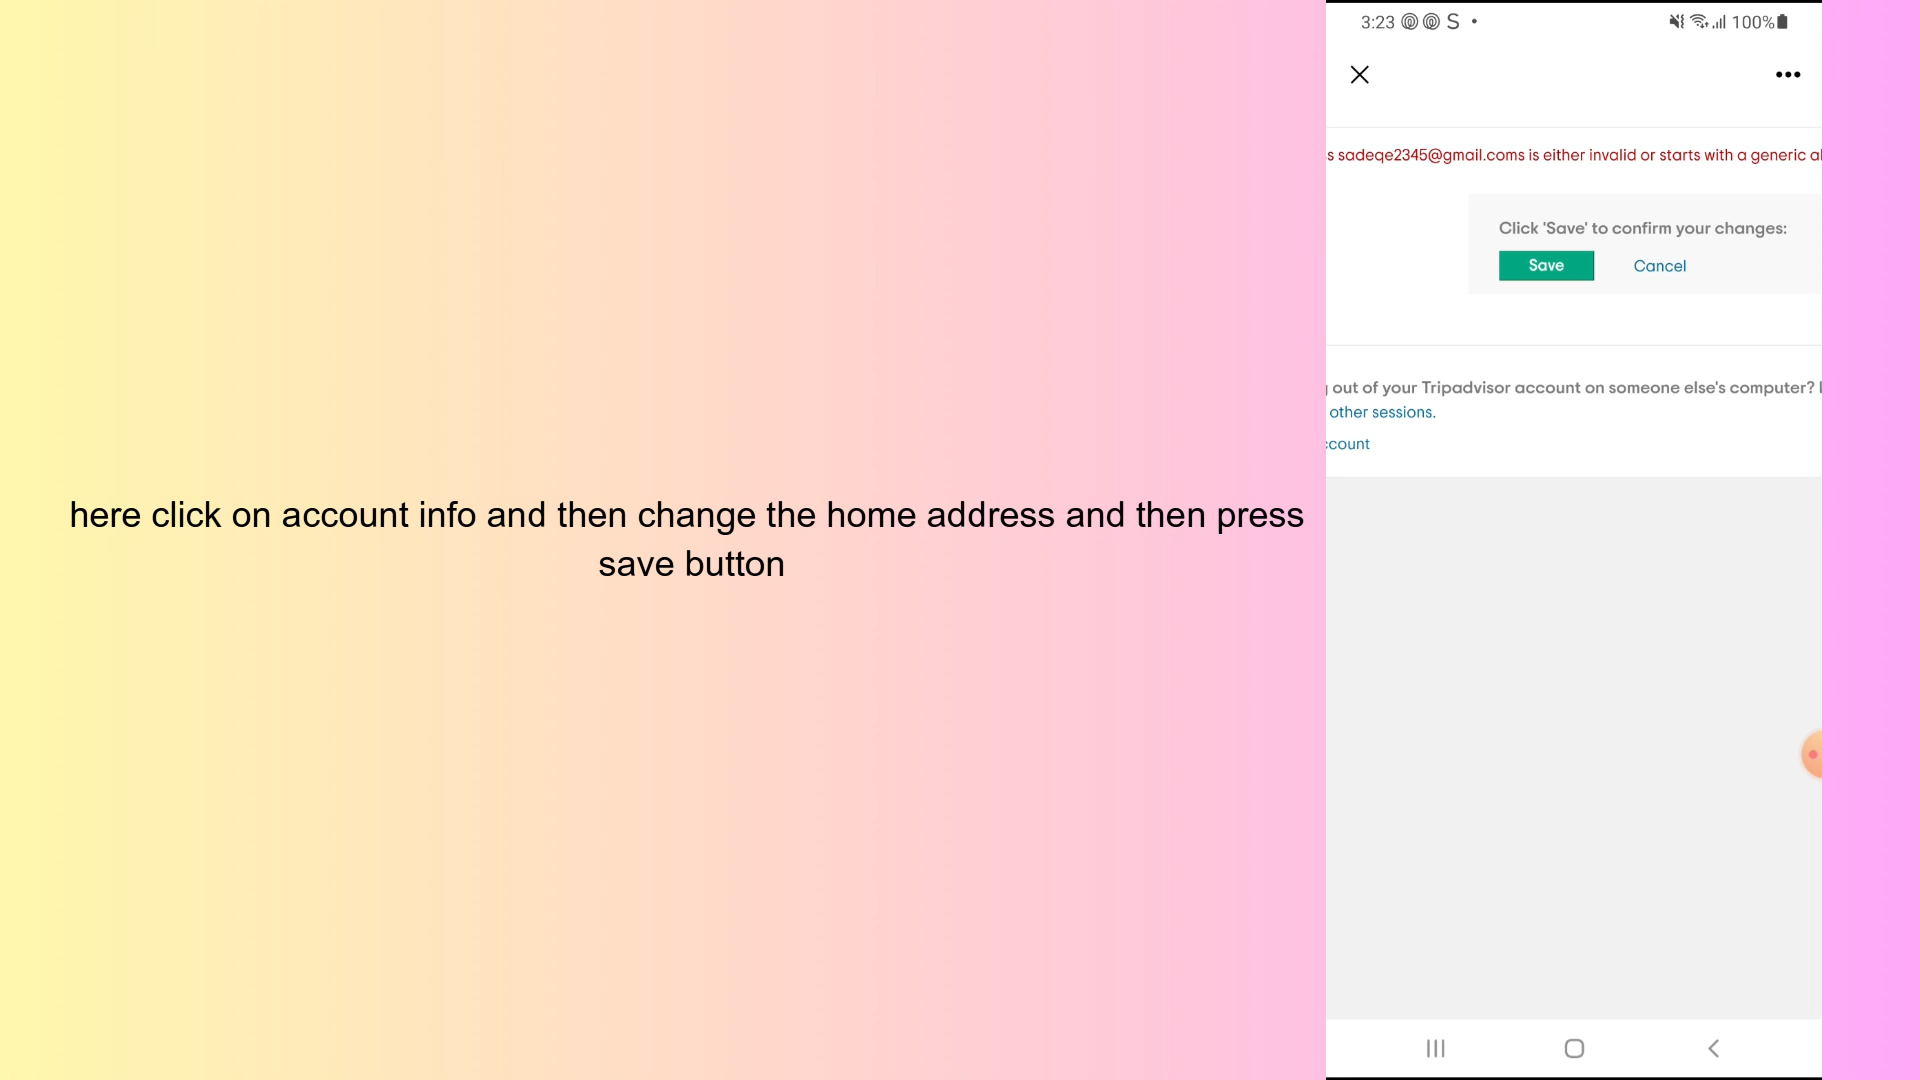 here click on account info and then change the home address and then press
save button
3:23
100%
s sadeqe2345@gmail.coms is either invalid or starts with a generic al
Click 'Save' to confirm your changes:
Save Cancel
out of your Tripadvisor account on someone else's computer?
other sessions.
ccount